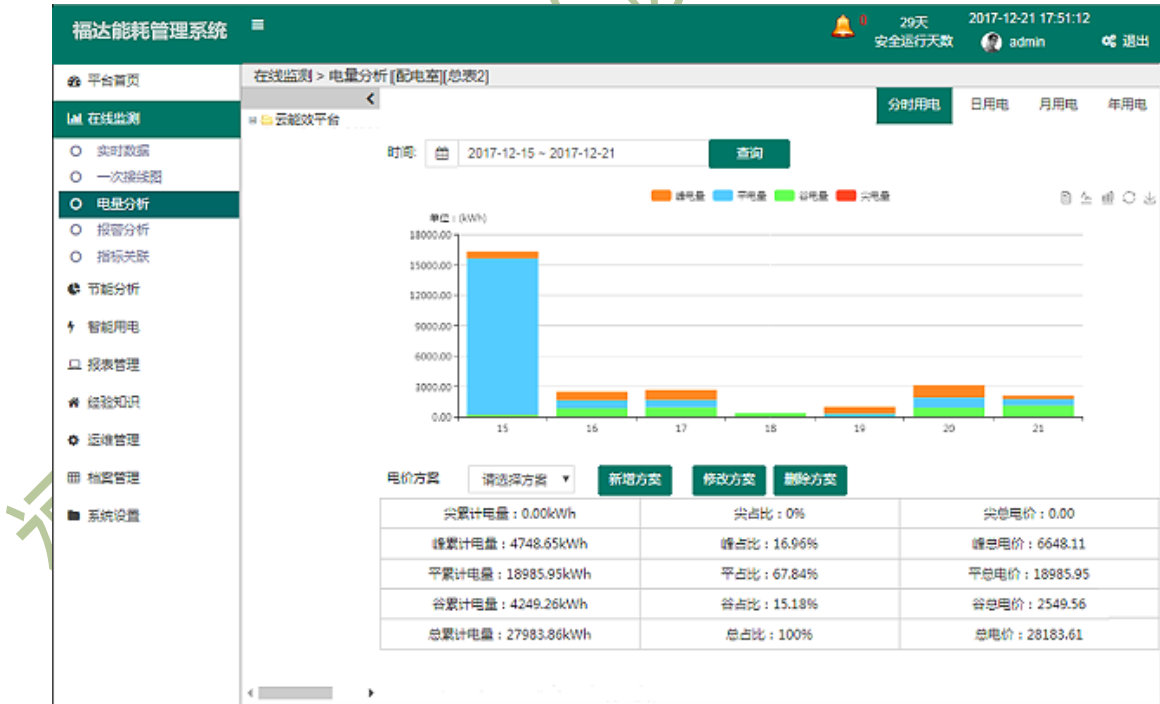 福达能耗管理系统
0
29天
安全运行天数
2017-12-21 17:51:12
admin
退出
平台首页
在线监测
实时数据
一次接线图
电量分析
报警分析
指标关联
节能分析
智能用电
报表管理
经验知识
运维管理
档案管理
系统设置
在线监测 > 电量分析 [配电室][总表2]
云能效平台
分时用电 日用电 月用电 年用电
时间: 2017-12-15 ~ 2017-12-21 查询
峰电量 平电量 谷电量 尖电量
单位：(kWh)
18000.00
15000.00
12000.00
9000.00
6000.00
3000.00
0.00
15 16 17 18 19 20 21
电价方案 请选择方案 新增方案 修改方案 删除方案
尖累计电量：0.00kWh 尖占比：0% 尖总电价：0.00
峰累计电量：4748.65kWh 峰占比：16.96% 峰总电价：6648.11
平累计电量：18985.95kWh 平占比：67.84% 平总电价：18985.95
谷累计电量：4249.26kWh 谷占比：15.18% 谷总电价：2549.56
总累计电量：27983.86kWh 总占比：100% 总电价：28183.61